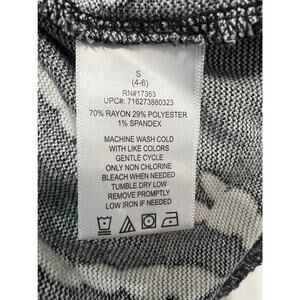 S
(4-6)
RN#17363
UPC#: 716273880323
70% RAYON 29% POLYESTER
1% SPANDEX
MACHINE WASH COLD
WITH LIKE COLORS
GENTLE CYCLE
ONLY NON CHLORINE
BLEACH WHEN NEEDED
TUMBLE DRY LOW
REMOVE PROMPTLY
LOW IRON IF NEEDED